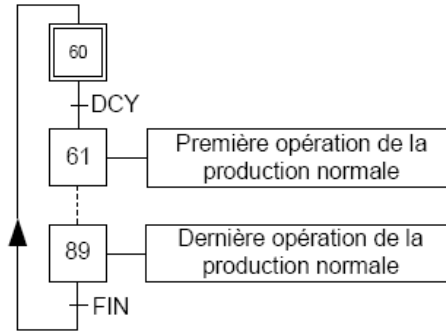 60
DCY
61
Première opération de la
production normale
89
Dernière opération de la
production normale
FIN